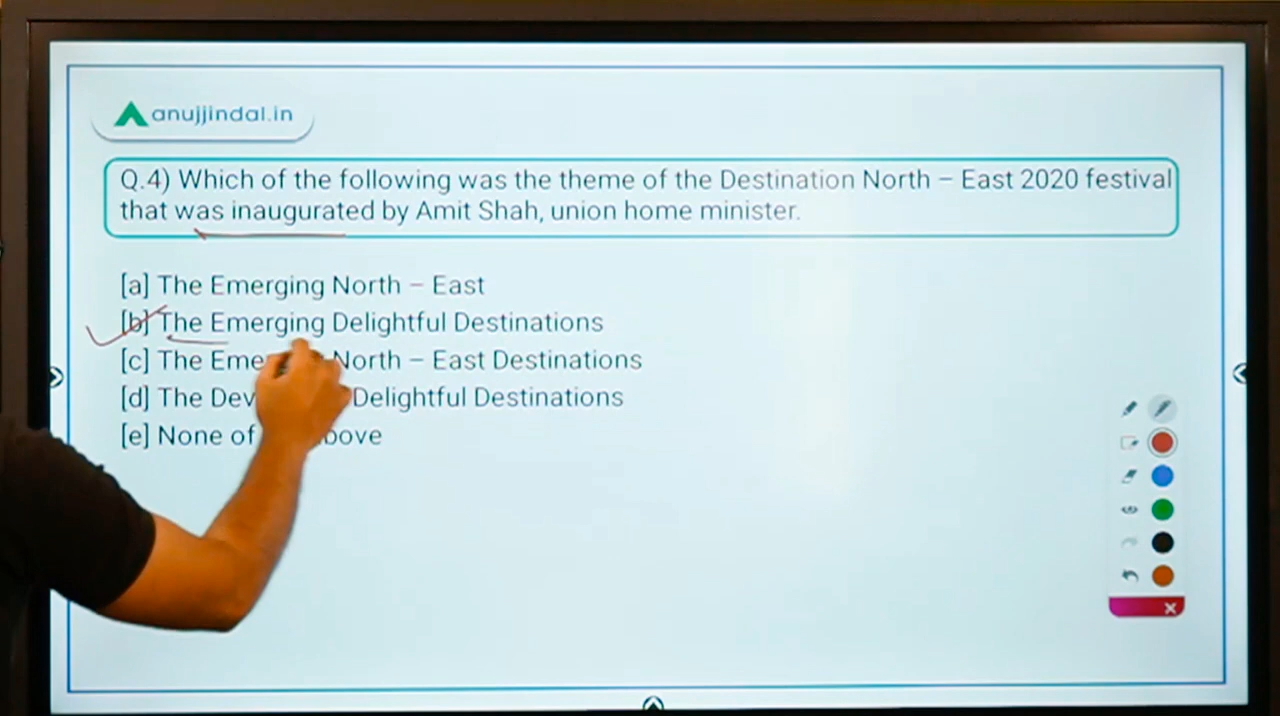 anujjindal.in
Q.4) Which of the following was the theme of the Destination North – East 2020 festival
that was inaugurated by Amit Shah, union home minister.
[a] The Emerging North – East
[b] The Emerging Delightful Destinations
[c] The Eme North – East Destinations
[d] The Dev Delightful Destinations
[e] None of bove